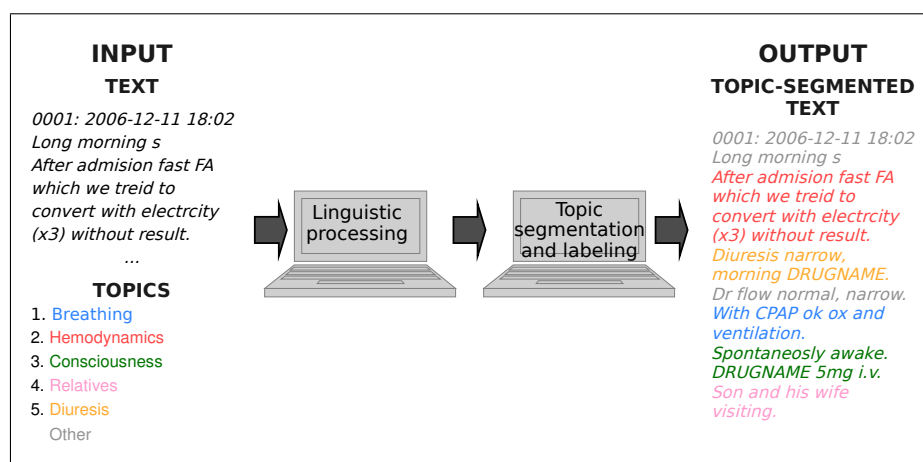 INPUT
TEXT
0001: 2006-12-11 18:02
Long morning s
After admision fast FA
which we treid to
convert with electrcity
(x3) without result.
...
TOPICS
1. Breathing
2. Hemodynamics
3. Consciousness
4. Relatives
5. Diuresis
Other
Linguistic
processing
Topic
segmentation
and labeling
OUTPUT
TOPIC-SEGMENTED
TEXT
0001: 2006-12-11 18:02
Long morning s
After admision fast FA
which we treid to
convert with electrcity
(x3) without result.
Diuresis narrow,
morning DRUGNAME.
Dr flow normal, narrow.
With CPAP ok ox and
ventilation.
Spontaneosly awake.
DRUGNAME 5mg i.v.
Son and his wife
visiting.